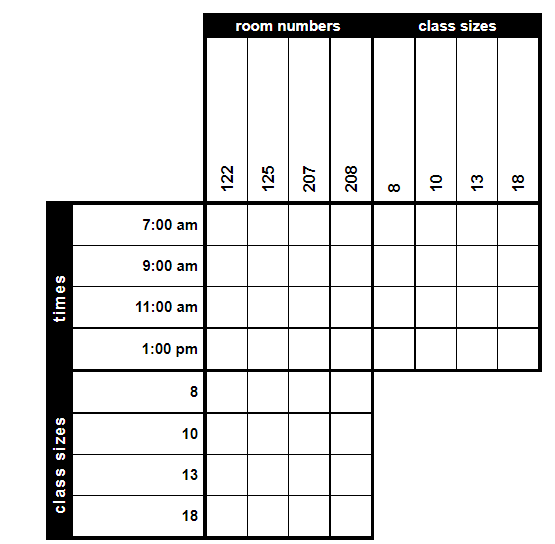 room numbers class sizes
122 125 207 208 8 10 13 18
times
7:00 am
9:00 am
11:00 am
1:00 pm
class sizes
8
10
13
18